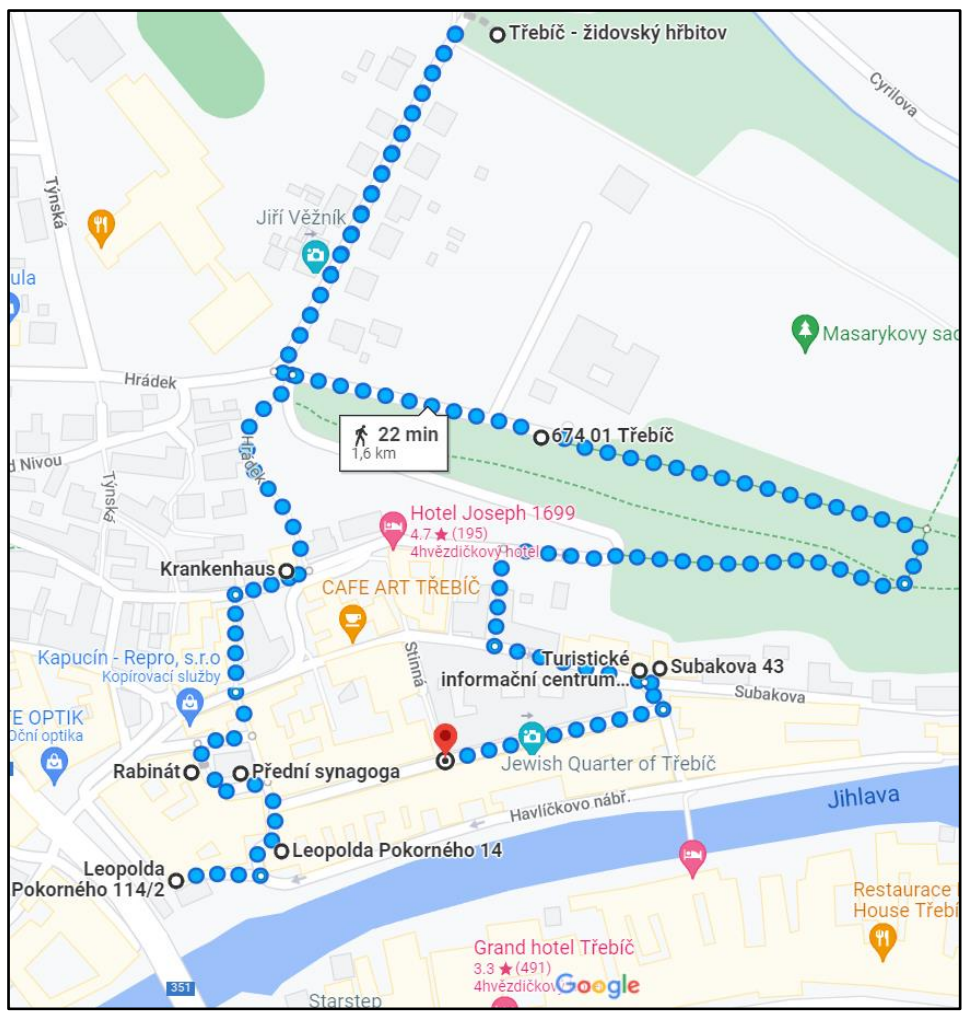 Třebíč - židovský hřbitov
Cyrilova
Týnská
Jiří Věžník
ula
Masarykovy sad
Hrádek
22 min
1,6 km
674 01 Třebíč
d Nivou
Hrádek
Týnská
Hotel Joseph 1699
4.7 ★ (195)
4hvězdičkový hotel
Krankenhaus
CAFE ART TŘEBÍČ
Stinná
Kapucín - Repro, s.r.o
Kopírovací služby
Turistické
informační centrum...
Subakova 43
Subakova
TE OPTIK
Oční optika
Rabinát
Přední synagoga
Jewish Quarter of Třebíč
Havlíčkovo nábř.
Jihlava
Leopolda Pokorného 14
Leopolda
Pokorného 114/2
Restaurace
House Třebí
Grand hotel Třebíč
3.3 ★ (491)
4hvězdičkov
Google
351
Starstep